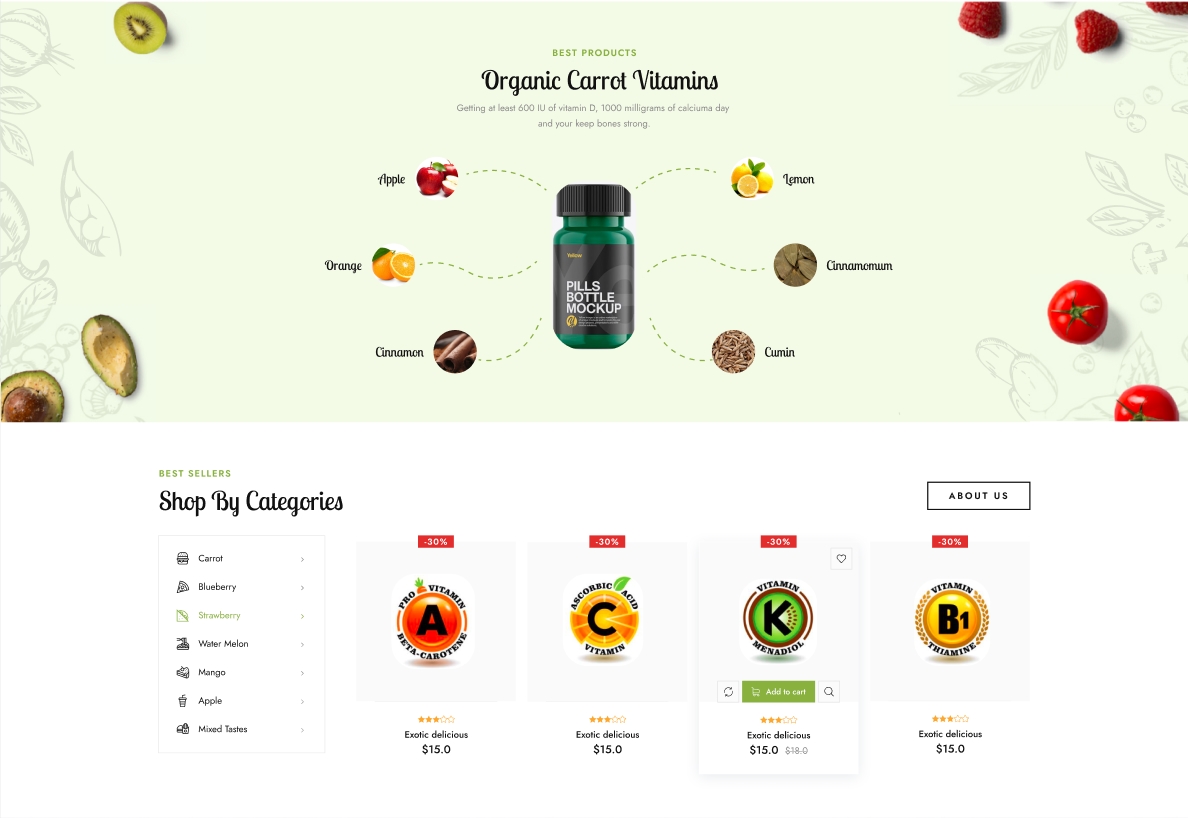 BEST PRODUCTS
Organic Carrot Vitamins
Getting at least 600 IU of vitamin D, 1000 milligrams of calciuma day
and your keep bones strong.
Apple
Lemon
Yellow
Orange
Cinnamomum
PILLS
BOTTLE
MOCKUP
Cinnamon
Cumin
BEST SELLERS
Shop By Categories
ABOUT US
Carrot
Blueberry
Strawberry
Water Melon
Mango
Apple
Mixed Tastes
-30%
PRO VITAMIN
A
BETA-CAROTENE
Exotic delicious
$15.0
-30%
ASCORBIC ACID
C
VITAMIN
Exotic delicious
$15.0
-30%
VITAMIN
K
MENADIOL
Add to cart
Exotic delicious
$15.0 $18.0
-30%
VITAMIN
B1
THIAMINE
Exotic delicious
$15.0